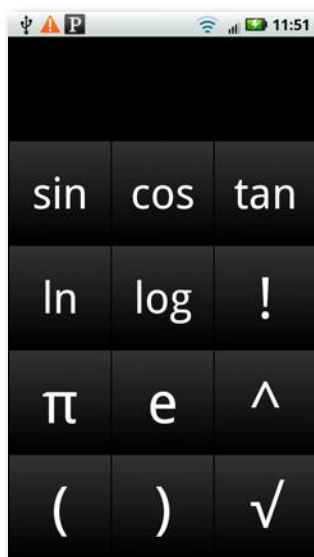 P 11:51
sin cos tan
ln log !
π e ^
( ) √